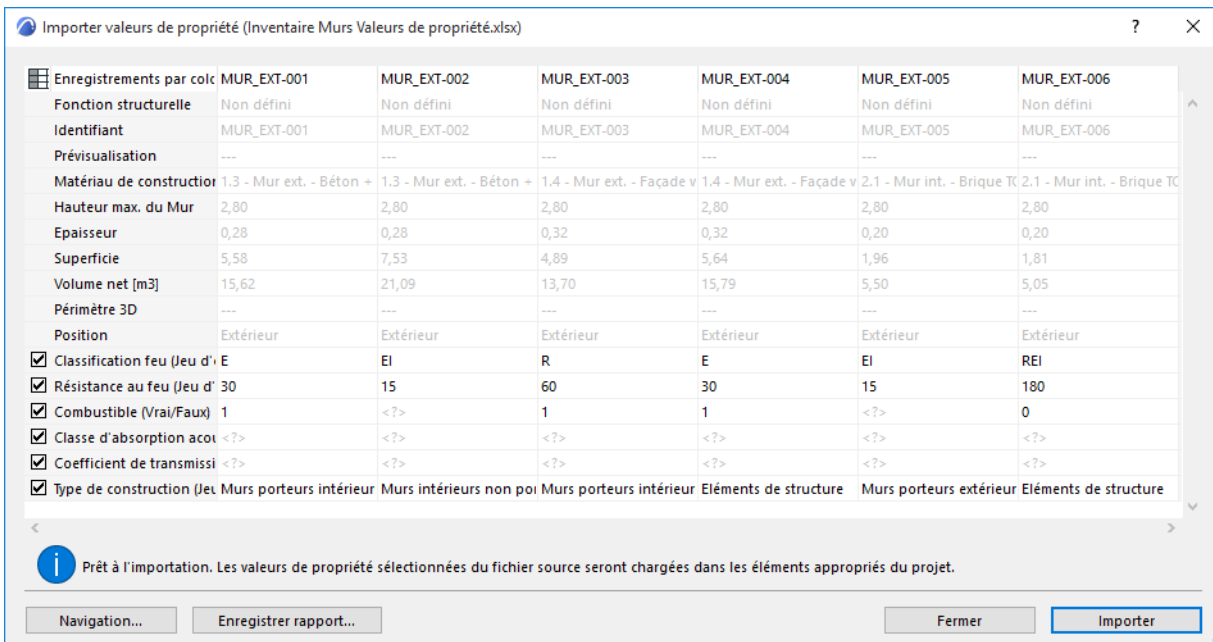 Importer valeurs de propriété (Inventaire Murs Valeurs de propriété.xlsx) ? ×
Enregistrements par colc MUR_EXT-001 MUR_EXT-002 MUR_EXT-003 MUR_EXT-004 MUR_EXT-005 MUR_EXT-006
Fonction structurelle Non défini Non défini Non défini Non défini Non défini Non défini
Identifiant MUR_EXT-001 MUR_EXT-002 MUR_EXT-003 MUR_EXT-004 MUR_EXT-005 MUR_EXT-006
Prévisualisation --- --- --- --- --- ---
Matériau de construction 1.3 - Mur ext. - Béton + 1.3 - Mur ext. - Béton + 1.4 - Mur ext. - Façade v 1.4 - Mur ext. - Façade v 2.1 - Mur int. - Brique TC 2.1 - Mur int. - Brique TC
Hauteur max. du Mur 2,80 2,80 2,80 2,80 2,80 2,80
Epaisseur 0,28 0,28 0,32 0,32 0,20 0,20
Superficie 5,58 7,53 4,89 5,64 1,96 1,81
Volume net [m3] 15,62 21,09 13,70 15,79 5,50 5,05
Périmètre 3D --- --- --- --- --- ---
Position Extérieur Extérieur Extérieur Extérieur Extérieur Extérieur
Classification feu (Jeu d' E EI R E EI REI
Résistance au feu (Jeu d' 30 15 60 30 15 180
Combustible (Vrai/Faux) 1 <?> 1 1 <?> 0
Classe d'absorption acou <?> <?> <?> <?> <?> <?>
Coefficient de transmissi <?> <?> <?> <?> <?> <?>
Type de construction (Jeu Murs porteurs intérieur Murs intérieurs non por Murs porteurs intérieur Eléments de structure Murs porteurs extérieur Eléments de structure
Prêt à l'importation. Les valeurs de propriété sélectionnées du fichier source seront chargées dans les éléments appropriés du projet.
Navigation... Enregistrer rapport... Fermer Importer